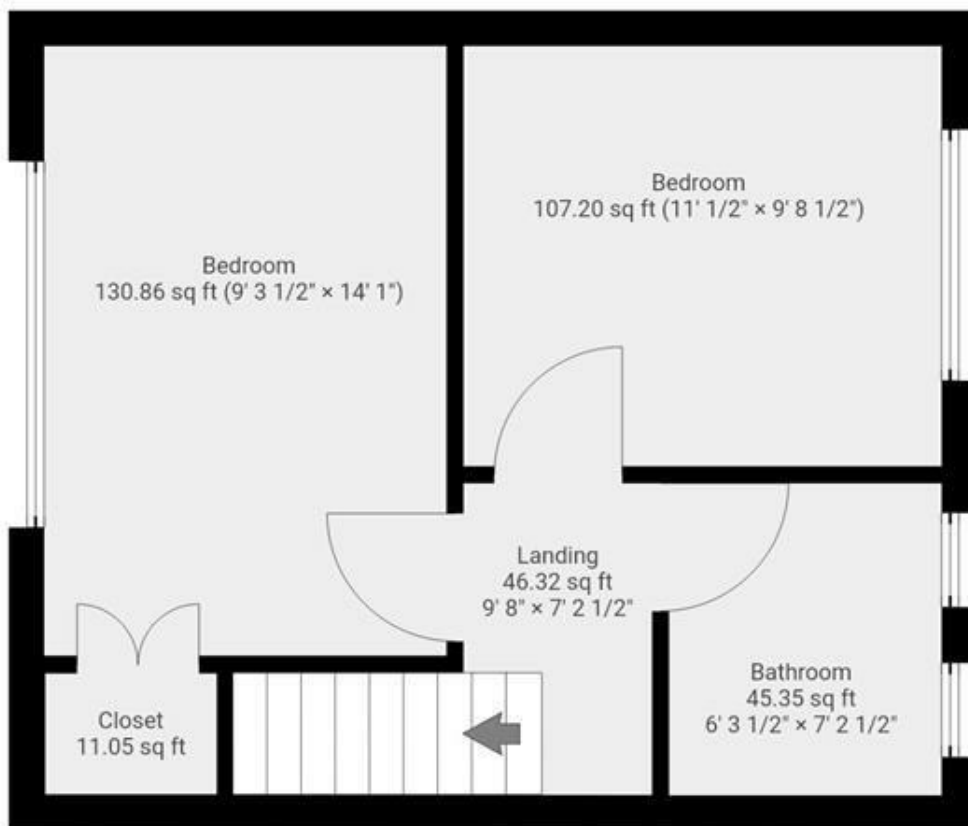 Bedroom
107.20 sq ft (11' 1/2" × 9' 8 1/2")
Bedroom
130.86 sq ft (9' 3 1/2" × 14' 1")
Landing
46.32 sq ft
9' 8" × 7' 2 1/2"
Bathroom
45.35 sq ft
6' 3 1/2" × 7' 2 1/2"
Closet
11.05 sq ft